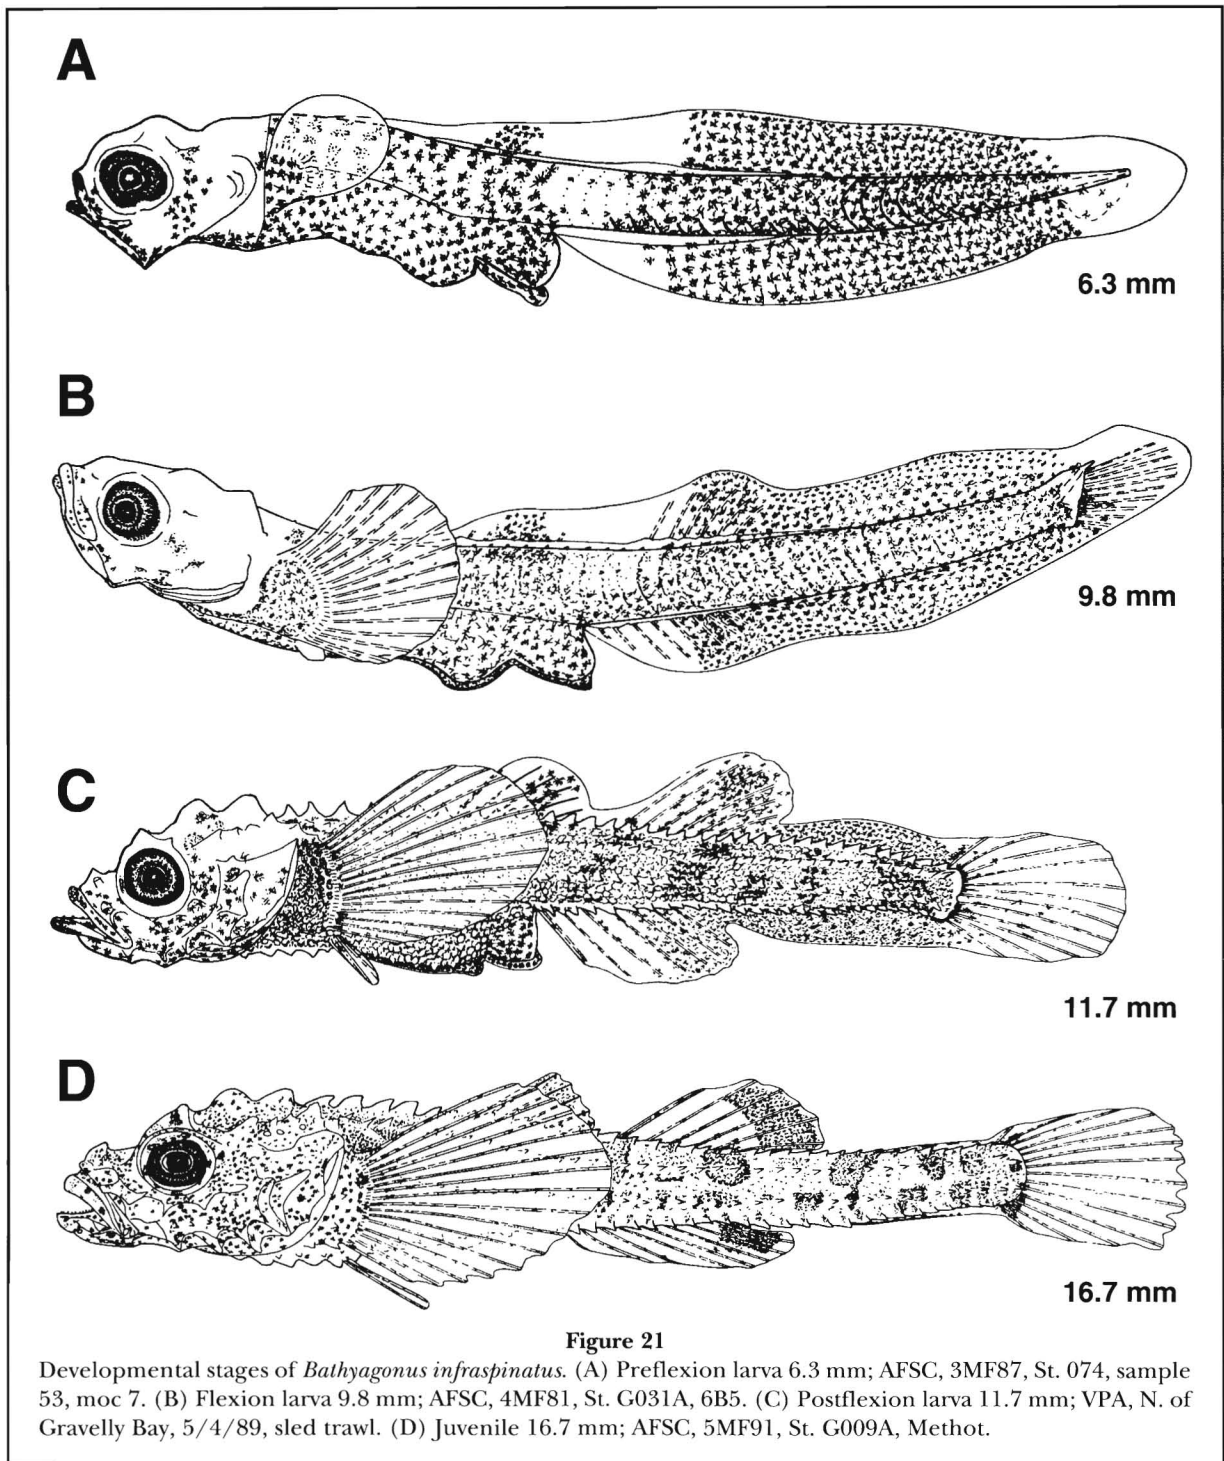 A
6.3 mm
B
9.8 mm
C
11.7 mm
D
16.7 mm
Figure 21
Developmental stages of Bathyagonus infraspinatus. (A) Preflexion larva 6.3 mm; AFSC, 3MF87, St. 074, sample
53, moc 7. (B) Flexion larva 9.8 mm; AFSC, 4MF81, St. G031A, 6B5. (C) Postflexion larva 11.7 mm; VPA, N. of
Gravelly Bay, 5/4/89, sled trawl. (D) Juvenile 16.7 mm; AFSC, 5MF91, St. G009A, Methot.